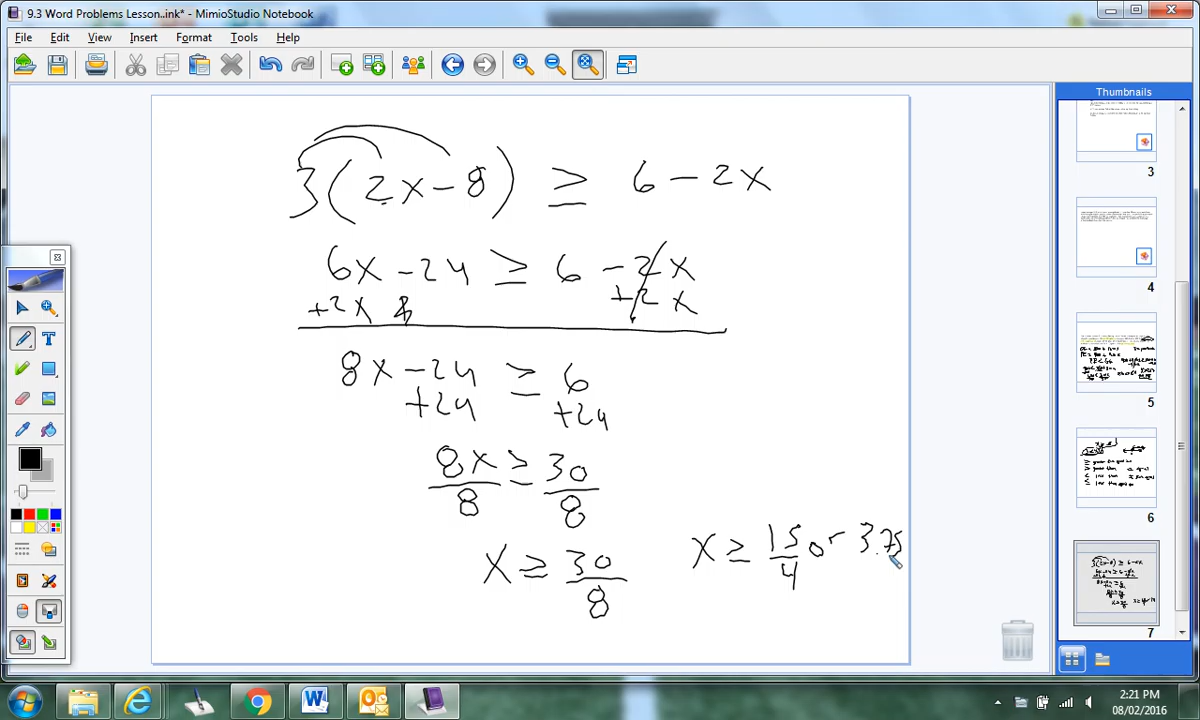 9.3 Word Problems Lesson..ink* - MimioStudio Notebook
File Edit View Insert Format Tools Help
Thumbnails
3(2x-8) ≥ 6-2x
6x-24 ≥ 6-2x
+2x +2x
8x-24 ≥ 6
+24 +24
8x ≥ 30
8 8
x ≥ 30/8
x ≥ 15/4 or 3.75
3
4
5
6
7
2:21 PM
08/02/2016